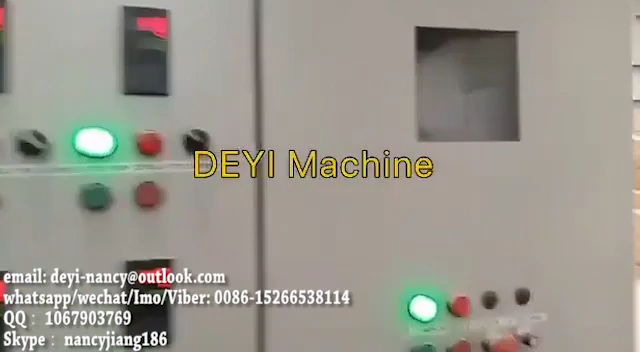 DEYI Machine
email: deyi-nancy@outlook.com
whatsapp/wechat/Imo/Viber: 0086-15266538114
QQ： 1067903769
Skype： nancyjiang186